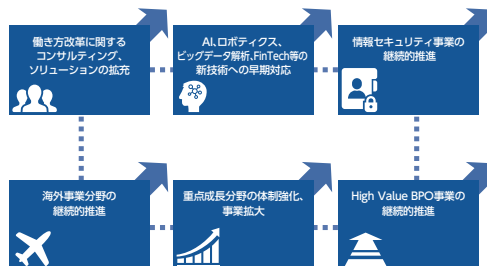 働き方改革に関する
コンサルティング、
ソリューションの拡充
AI、ロボティクス、
ビッグデータ解析、FinTech等の
新技術への早期対応
情報セキュリティ事業の
継続的推進
海外事業分野の
継続的推進
重点成長分野の体制強化、
事業拡大
High Value BPO事業の
継続的推進